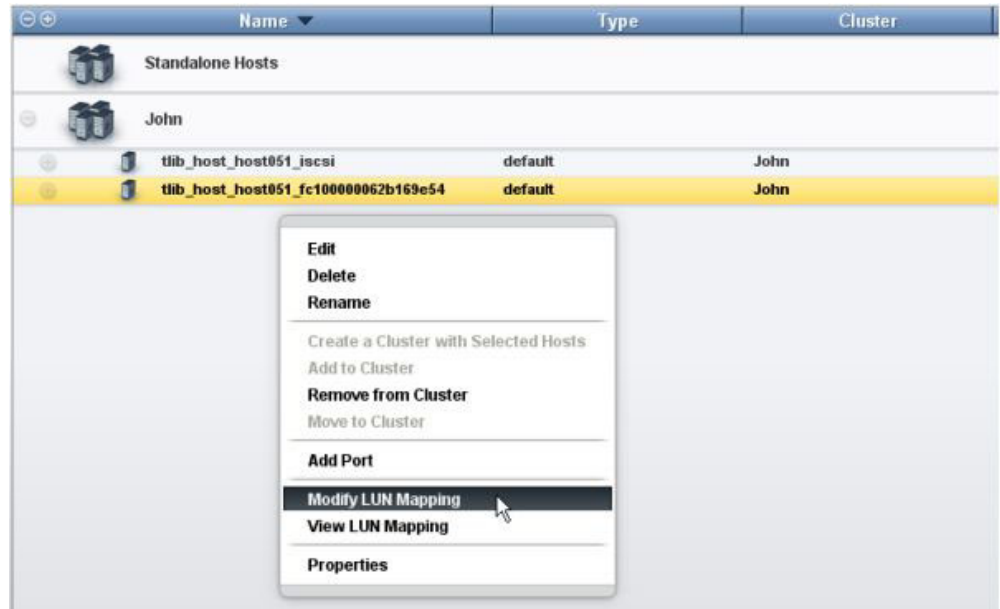 Name Type Cluster
Standalone Hosts
John
tlib_host_host051_iscsi default John
tlib_host_host051_fc100000062b169e54 default John
Edit
Delete
Rename
Create a Cluster with Selected Hosts
Add to Cluster
Remove from Cluster
Move to Cluster
Add Port
Modify LUN Mapping
View LUN Mapping
Properties